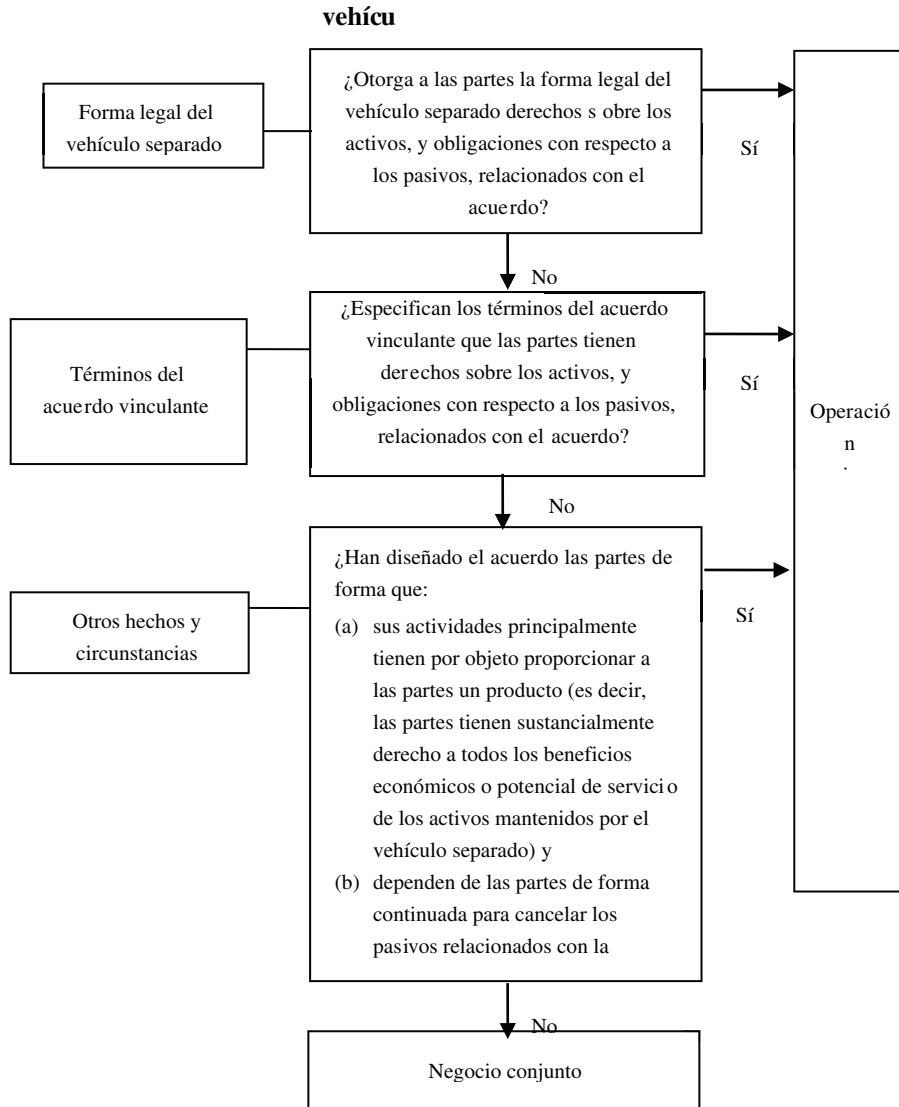 vehícu
Forma legal del
vehículo separado
¿Otorga a las partes la forma legal del
vehículo separado derechos s obre los
activos, y obligaciones con respecto a
los pasivos, relacionados con el
acuerdo?
Sí
No
Términos del
acuerdo vinculante
¿Especifican los términos del acuerdo
vinculante que las partes tienen
derechos sobre los activos, y
obligaciones con respecto a los pasivos,
relacionados con el acuerdo?
Sí
Operació
n
No
Otros hechos y
circunstancias
¿Han diseñado el acuerdo las partes de
forma que:
(a) sus actividades principalmente
tienen por objeto proporcionar a
las partes un producto (es decir,
las partes tienen sustancialmente
derecho a todos los beneficios
económicos o potencial de servicio
de los activos mantenidos por el
vehículo separado) y
(b) dependen de las partes de forma
continuada para cancelar los
pasivos relacionados con la
Sí
No
Negocio conjunto